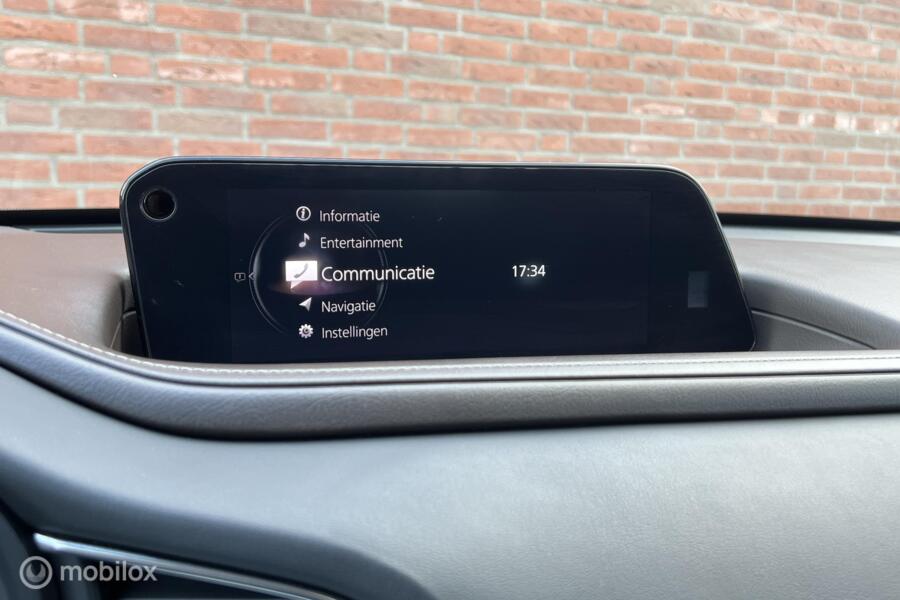 Informatie
Entertainment
Communicatie
17:34
Navigatie
Instellingen
mobilox